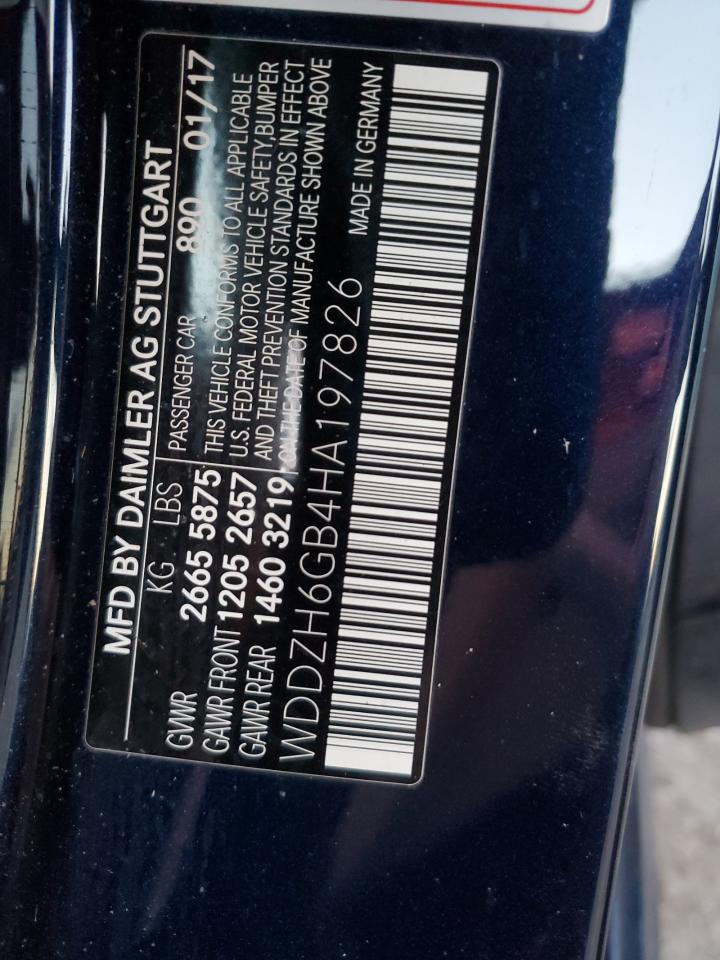 MFD BY DAIMLER AG STUTTGART
KG LBS PASSENGER CAR 890 01/17
GWR 2665 5875 THIS VEHICLE CONFORMS TO ALL APPLICABLE
GAWR FRONT 1205 2657 U.S. FEDERAL MOTOR VEHICLE SAFETY, BUMPER
GAWR REAR 1460 3219 AND THEFT PREVENTION STANDARDS IN EFFECT
ON THE DATE OF MANUFACTURE SHOWN ABOVE
WDDZH6GB4HA197826 MADE IN GERMANY